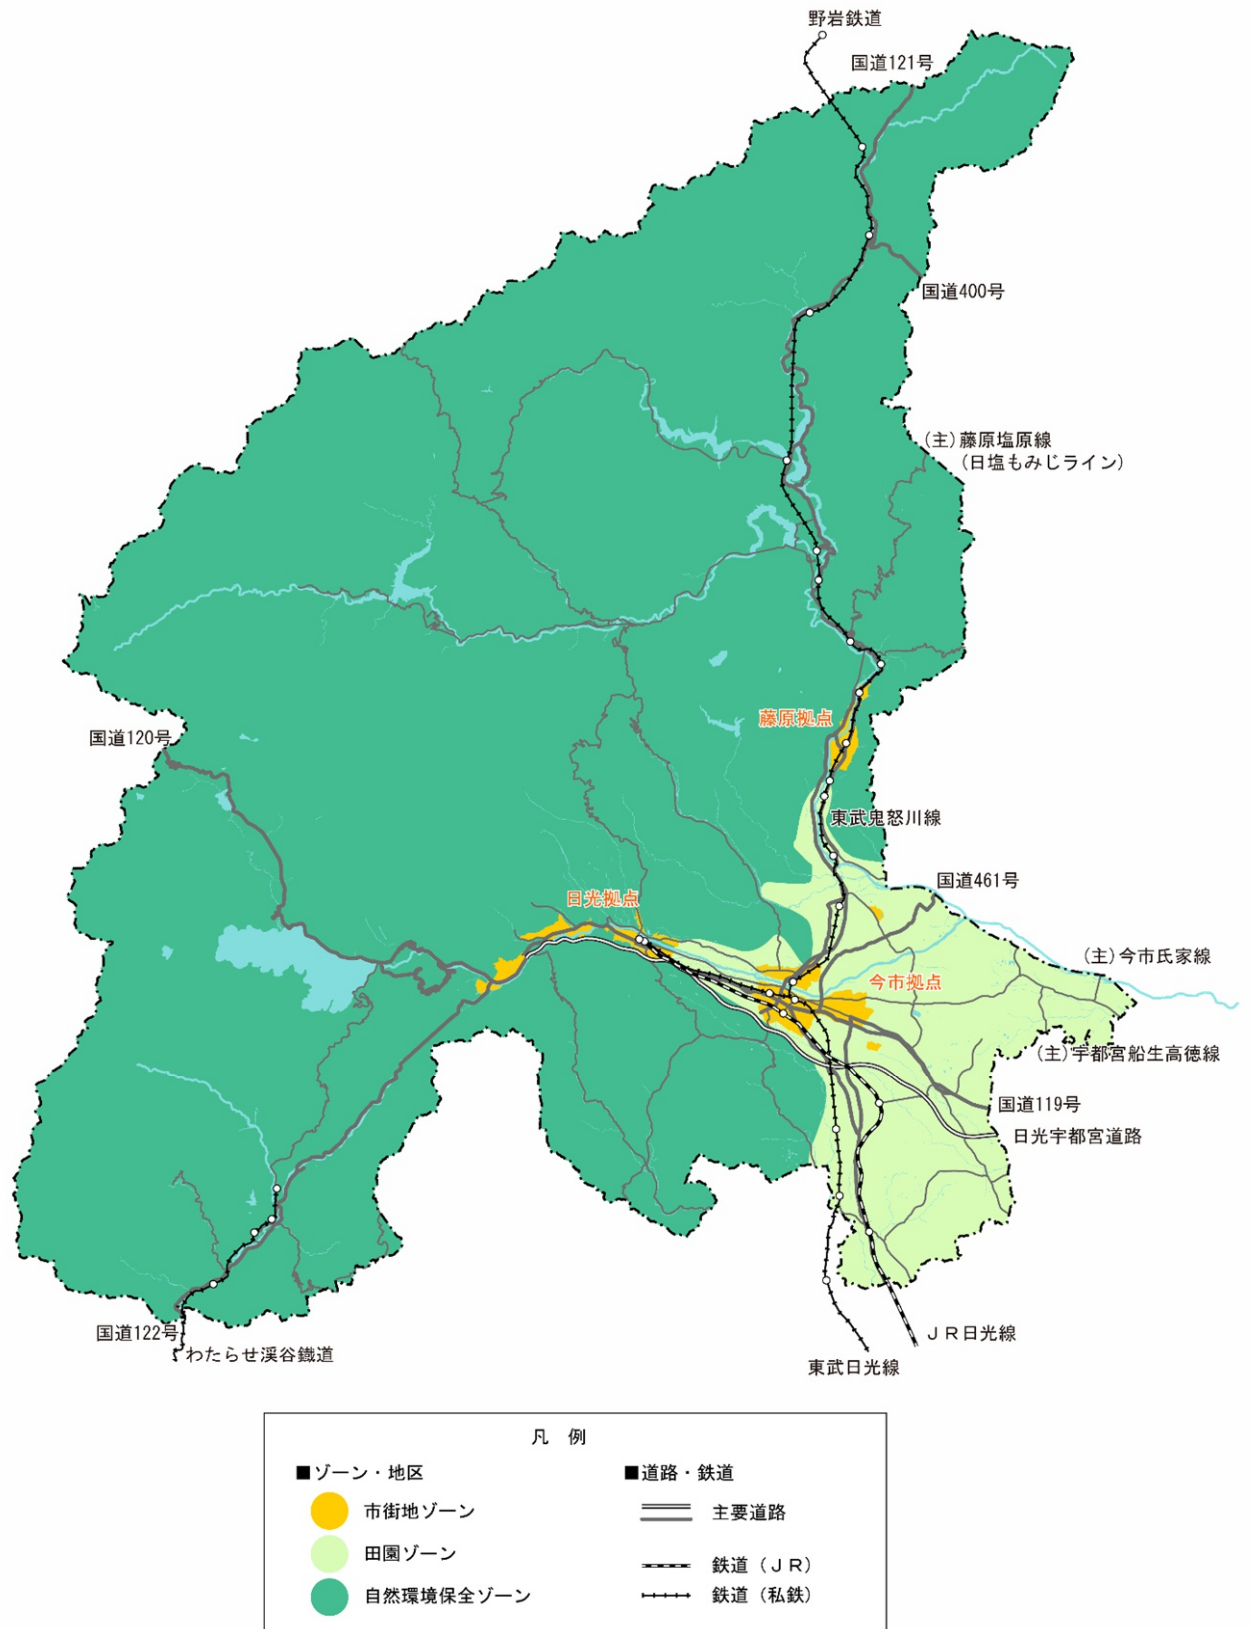 野岩鉄道
国道121号
国道400号
(主)藤原塩原線
(日塩もみじライン)
藤原拠点
国道120号
東武鬼怒川線
国道461号
日光拠点
(主)今市氏家線
今市拠点
(主)宇都宮船生高徳線
国道119号
日光宇都宮道路
国道122号
わたらせ渓谷鐵道
JR日光線
東武日光線
凡 例
■ゾーン・地区
市街地ゾーン
田園ゾーン
自然環境保全ゾーン
■道路・鉄道
主要道路
鉄道(JR)
鉄道(私鉄)